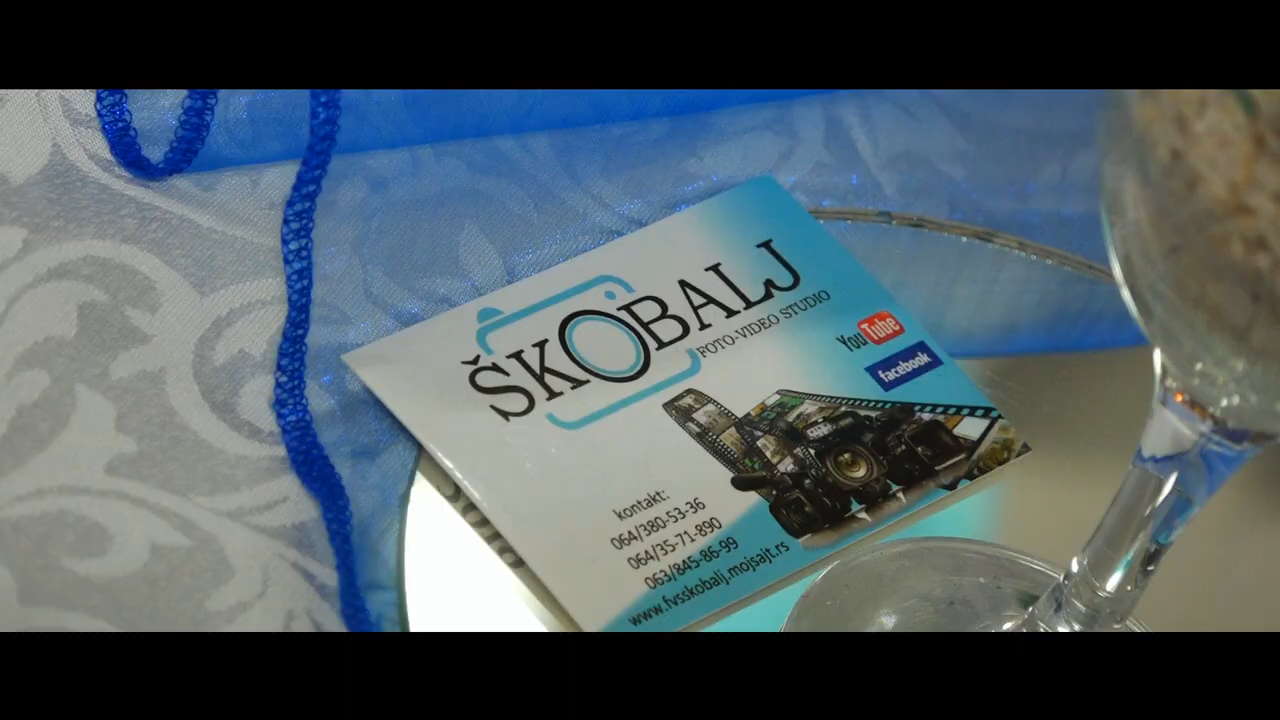 ŠKOBALJ
FOTO-VIDEO STUDIO
YouTube
facebook
kontakt:
064/380-53-36
064/35-71-890
063/845-86-99
www.fvsskobalj.mojsajt.rs